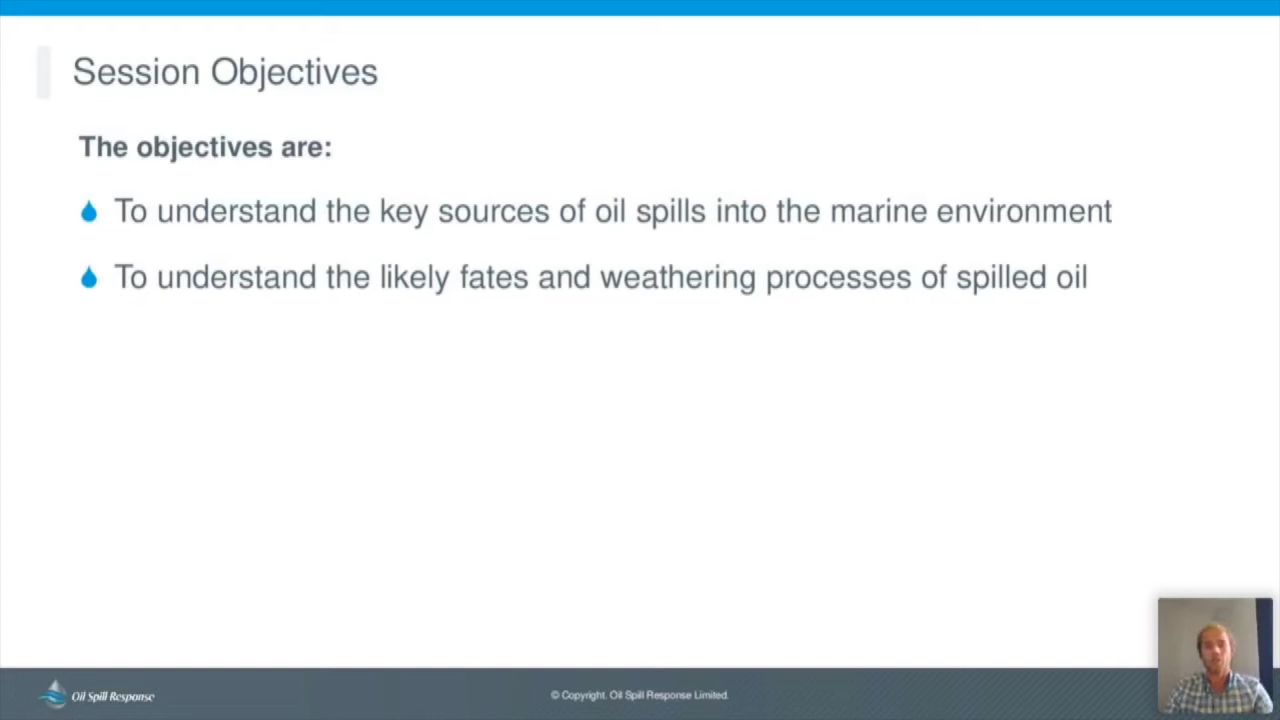 Session Objectives
The objectives are:
To understand the key sources of oil spills into the marine environment
To understand the likely fates and weathering processes of spilled oil
Oil Spill Response
© Copyright. Oil Spill Response Limited.